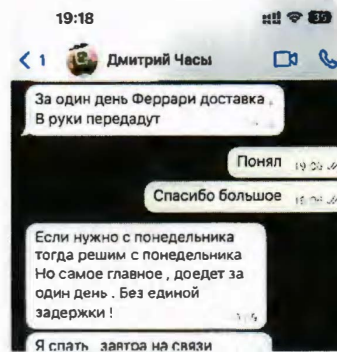 19:18
35
1
Дмитрий Часы
За один день Феррари доставка .
В руки передадут
Понял
Спасибо большое
Если нужно с понедельника
тогда решим с понедельника
Но самое главное , доедет за
один день . Без единой
задержки !
Я спать завтра на связи